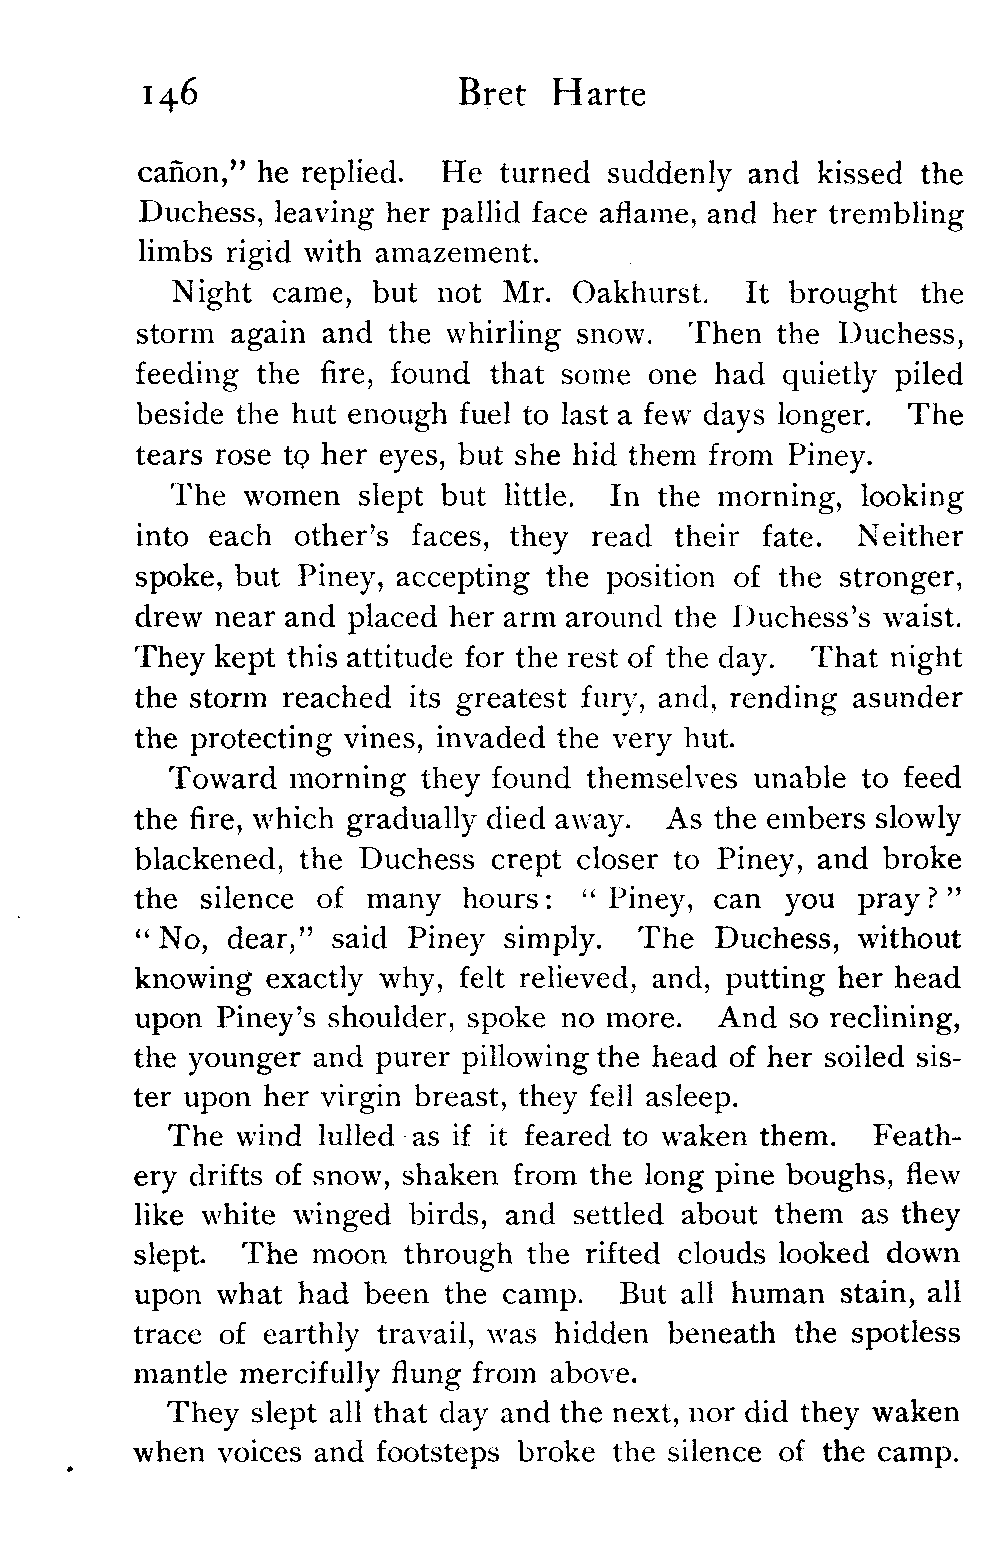 146 Bret Harte
cañon," he replied. He turned suddenly and kissed the
Duchess, leaving her pallid face aflame, and her trembling
limbs rigid with amazement.
Night came, but not Mr. Oakhurst. It brought the
storm again and the whirling snow. Then the Duchess,
feeding the fire, found that some one had quietly piled
beside the hut enough fuel to last a few days longer. The
tears rose to her eyes, but she hid them from Piney.
The women slept but little. In the morning, looking
into each other's faces, they read their fate. Neither
spoke, but Piney, accepting the position of the stronger,
drew near and placed her arm around the Duchess's waist.
They kept this attitude for the rest of the day. That night
the storm reached its greatest fury, and, rending asunder
the protecting vines, invaded the very hut.
Toward morning they found themselves unable to feed
the fire, which gradually died away. As the embers slowly
blackened, the Duchess crept closer to Piney, and broke
the silence of many hours: "Piney, can you pray?"
"No, dear," said Piney simply. The Duchess, without
knowing exactly why, felt relieved, and, putting her head
upon Piney's shoulder, spoke no more. And so reclining,
the younger and purer pillowing the head of her soiled sis-
ter upon her virgin breast, they fell asleep.
The wind lulled as if it feared to waken them. Feath-
ery drifts of snow, shaken from the long pine boughs, flew
like white winged birds, and settled about them as they
slept. The moon through the rifted clouds looked down
upon what had been the camp. But all human stain, all
trace of earthly travail, was hidden beneath the spotless
mantle mercifully flung from above.
They slept all that day and the next, nor did they waken
when voices and footsteps broke the silence of the camp.